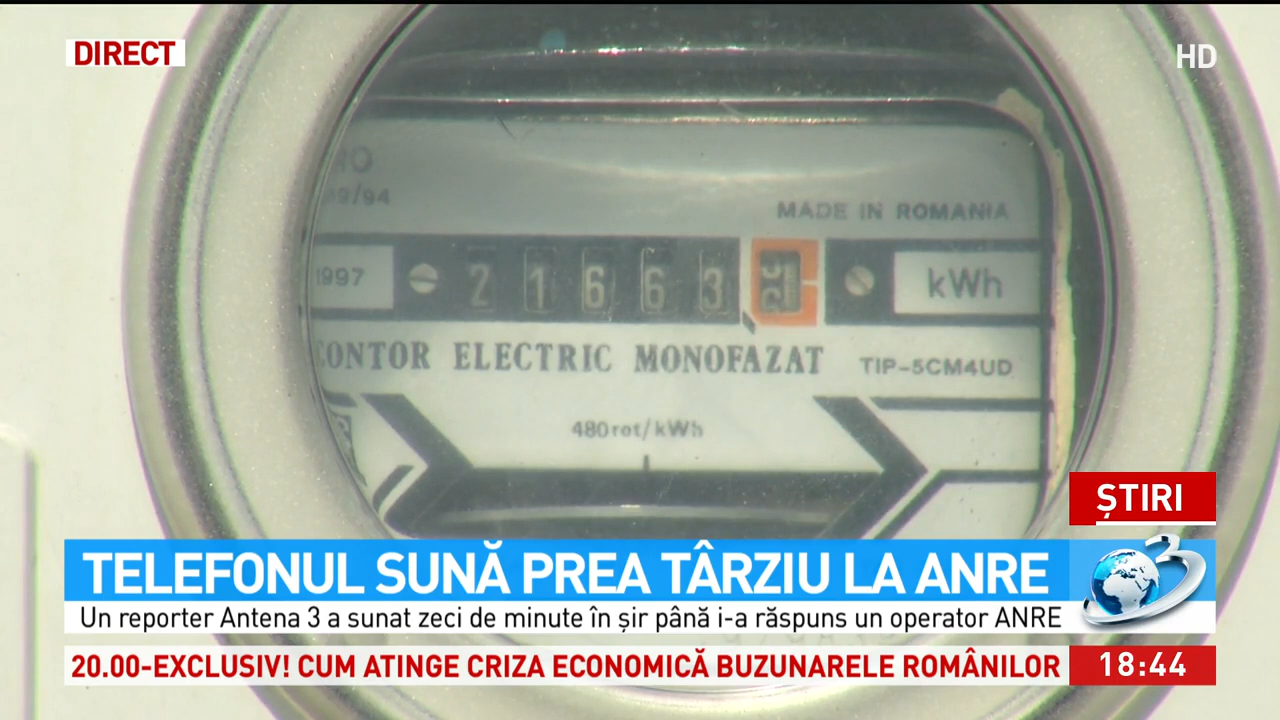 DIRECT
HD
MADE IN ROMANIA
1997
2 1 6 6 3
kWh
CONTOR ELECTRIC MONOFAZAT
TIP-5CM4UD
480rot/kWh
ȘTIRI
TELEFONUL SUNĂ PREA TÂRZIU LA ANRE
3
Un reporter Antena 3 a sunat zeci de minute în șir până i-a răspuns un operator ANRE
20.00-EXCLUSIV! CUM ATINGE CRIZA ECONOMICĂ BUZUNARELE ROMÂNILOR
18:44